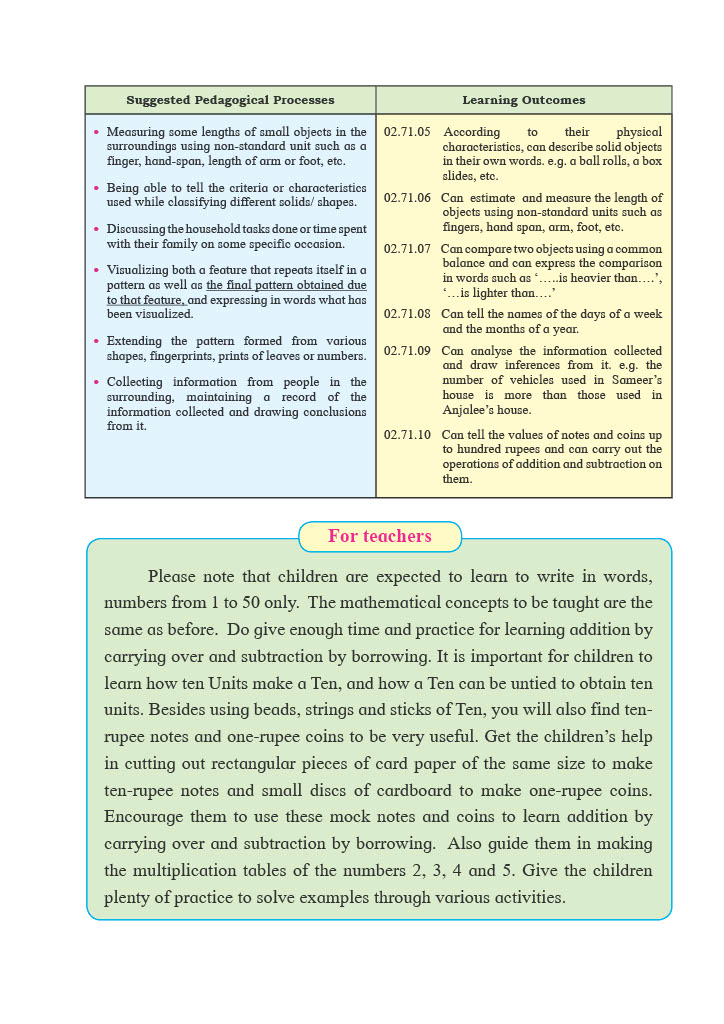 Suggested Pedagogical Processes
• Measuring some lengths of small objects in the
surroundings using non-standard unit such as a
finger, hand-span, length of arm or foot, etc.
• Being able to tell the criteria or characteristics
used while classifying different solids/ shapes.
• Discussing the household tasks done or time spent
with their family on some specific occasion.
• Visualizing both a feature that repeats itself in a
pattern as well as the final pattern obtained due
to that feature, and expressing in words what has
been visualized.
• Extending the pattern formed from various
shapes, fingerprints, prints of leaves or numbers.
• Collecting information from people in the
surrounding, maintaining a record of the
information collected and drawing conclusions
from it.
Learning Outcomes
02.71.05 According to their physical
characteristics, can describe solid objects
in their own words. e.g. a ball rolls, a box
slides, etc.
02.71.06 Can estimate and measure the length of
objects using non-standard units such as
fingers, hand span, arm, foot, etc.
02.71.07 Can compare two objects using a common
balance and can express the comparison
in words such as ‘…..is heavier than….’,
‘…is lighter than….’
02.71.08 Can tell the names of the days of a week
and the months of a year.
02.71.09 Can analyse the information collected
and draw inferences from it. e.g. the
number of vehicles used in Sameer’s
house is more than those used in
Anjalee’s house.
02.71.10 Can tell the values of notes and coins up
to hundred rupees and can carry out the
operations of addition and subtraction on
them.
For teachers
Please note that children are expected to learn to write in words,
numbers from 1 to 50 only. The mathematical concepts to be taught are the
same as before. Do give enough time and practice for learning addition by
carrying over and subtraction by borrowing. It is important for children to
learn how ten Units make a Ten, and how a Ten can be untied to obtain ten
units. Besides using beads, strings and sticks of Ten, you will also find ten-
rupee notes and one-rupee coins to be very useful. Get the children’s help
in cutting out rectangular pieces of card paper of the same size to make
ten-rupee notes and small discs of cardboard to make one-rupee coins.
Encourage them to use these mock notes and coins to learn addition by
carrying over and subtraction by borrowing. Also guide them in making
the multiplication tables of the numbers 2, 3, 4 and 5. Give the children
plenty of practice to solve examples through various activities.